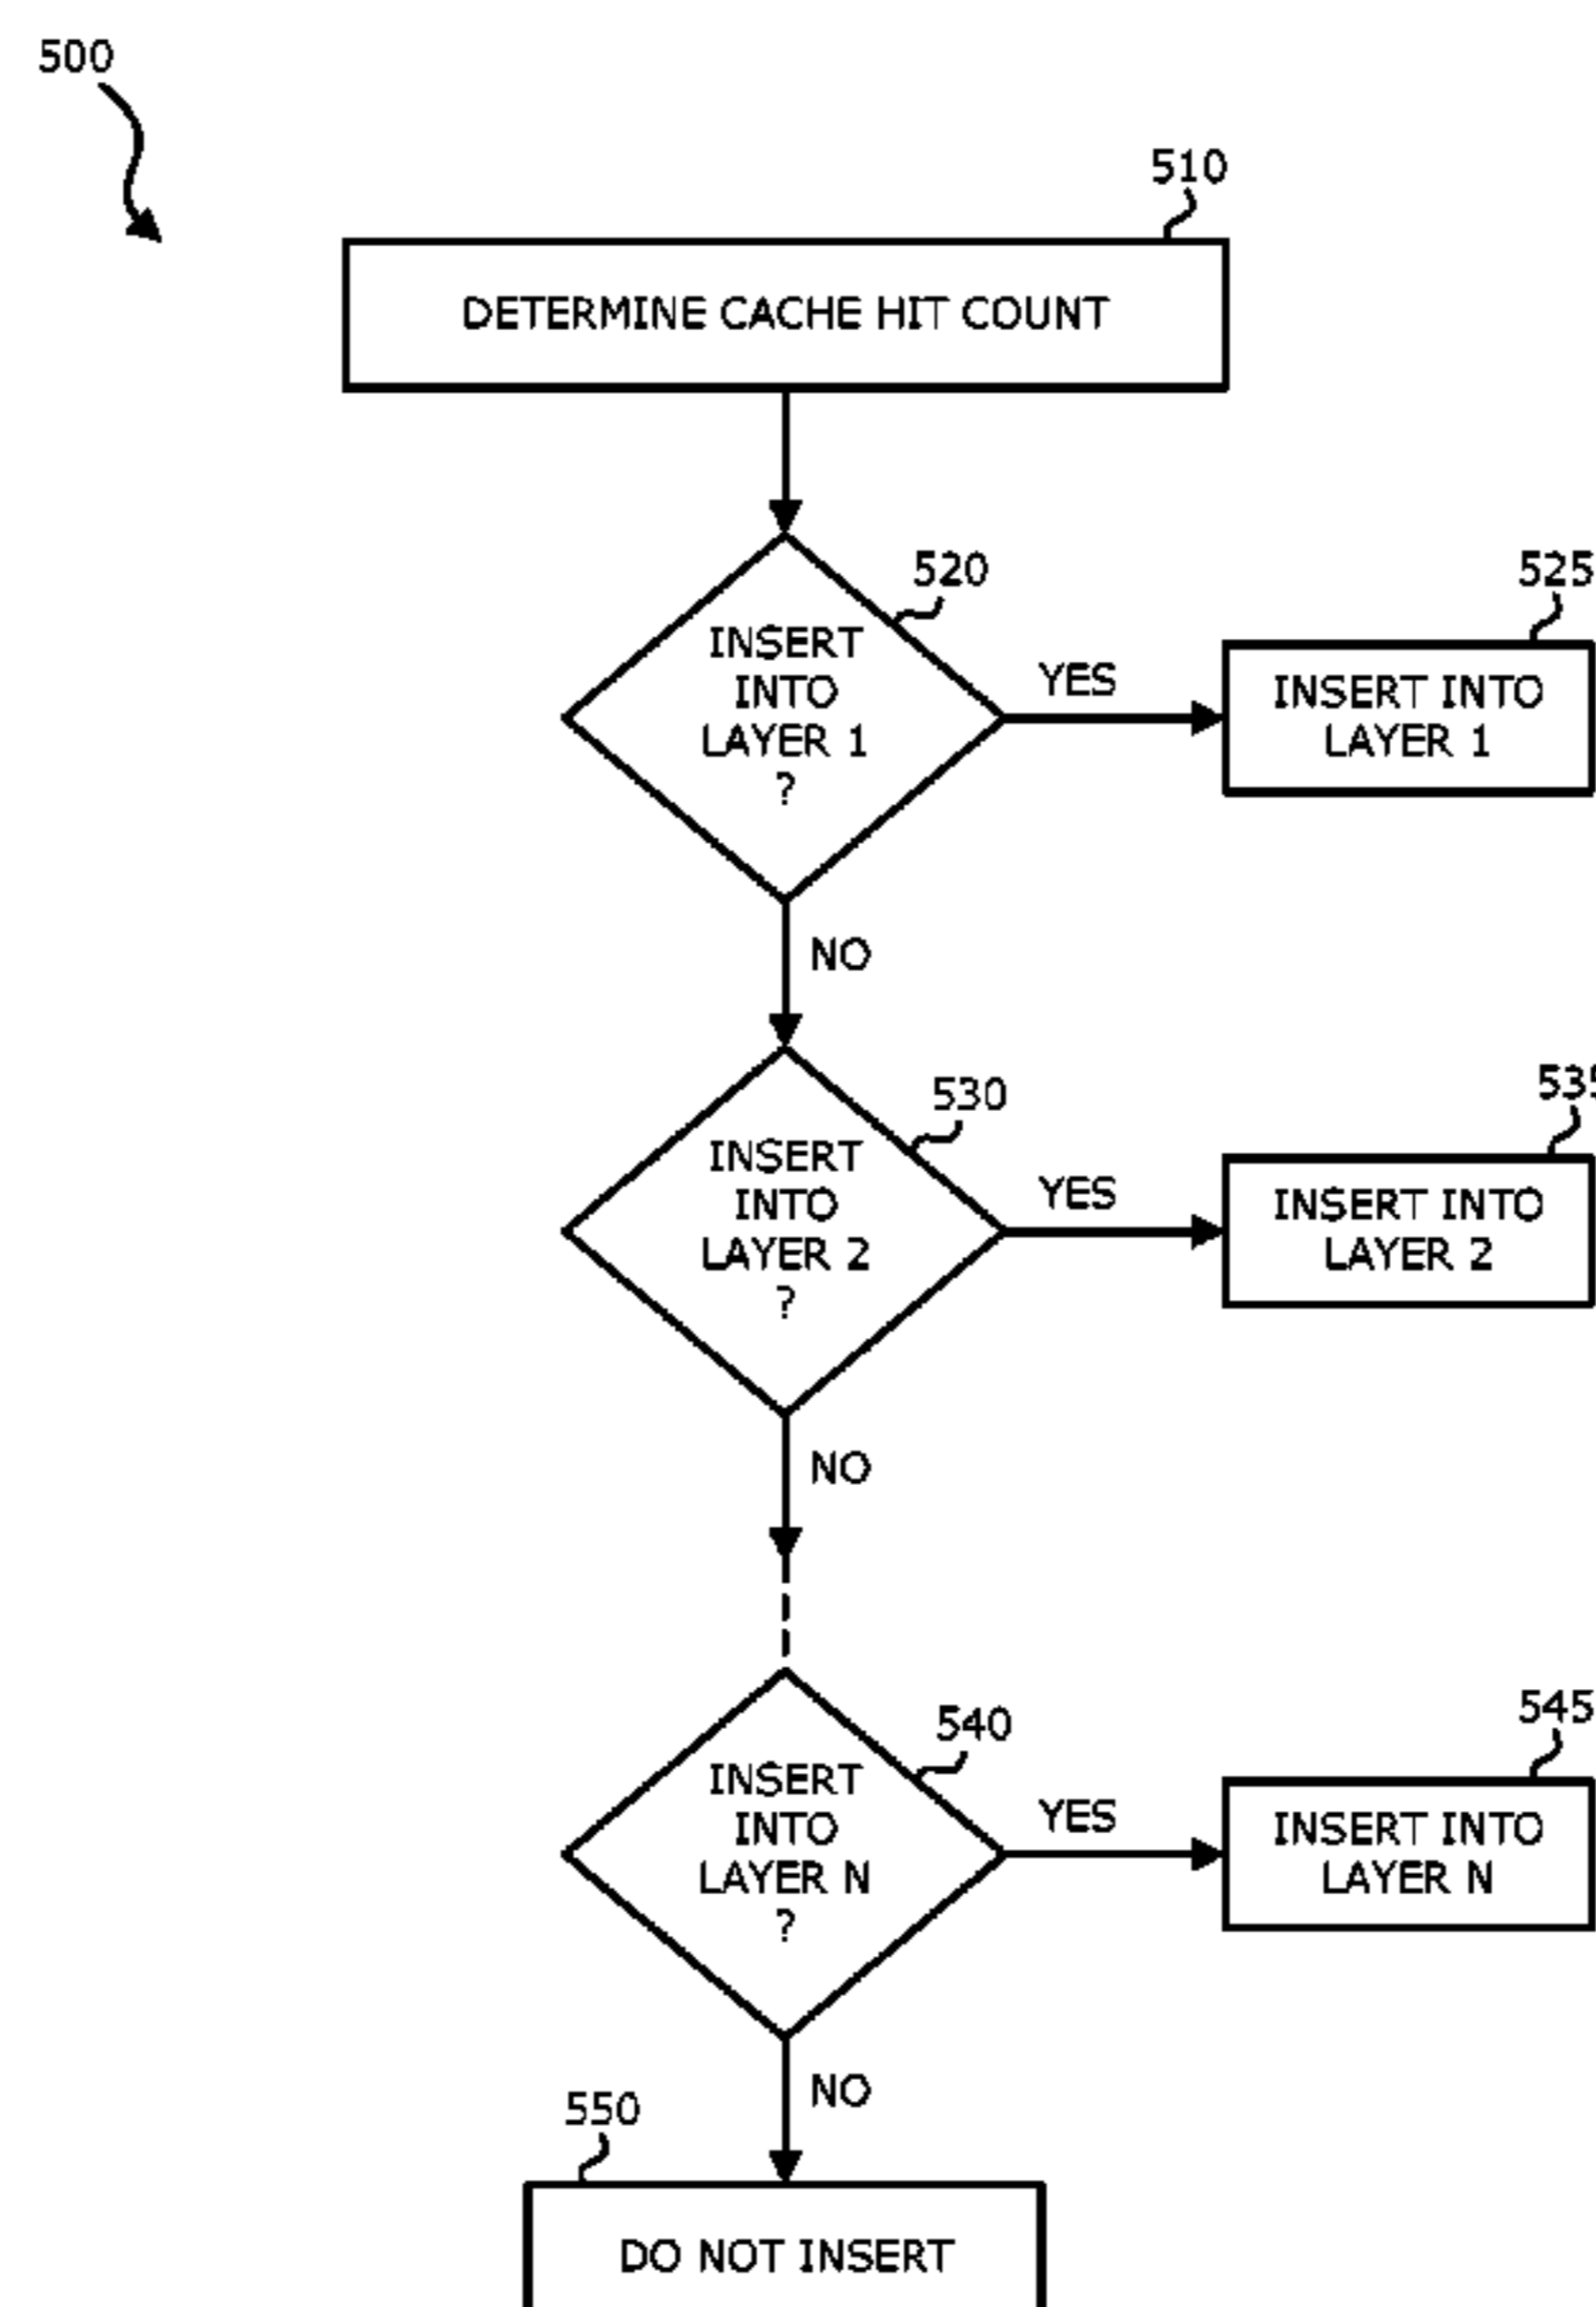 500
510
DETERMINE CACHE HIT COUNT
520
INSERT
INTO
LAYER 1
?
YES
525
INSERT INTO
LAYER 1
NO
530
INSERT
INTO
LAYER 2
?
YES
535
INSERT INTO
LAYER 2
NO
540
INSERT
INTO
LAYER N
?
YES
545
INSERT INTO
LAYER N
NO
550
DO NOT INSERT